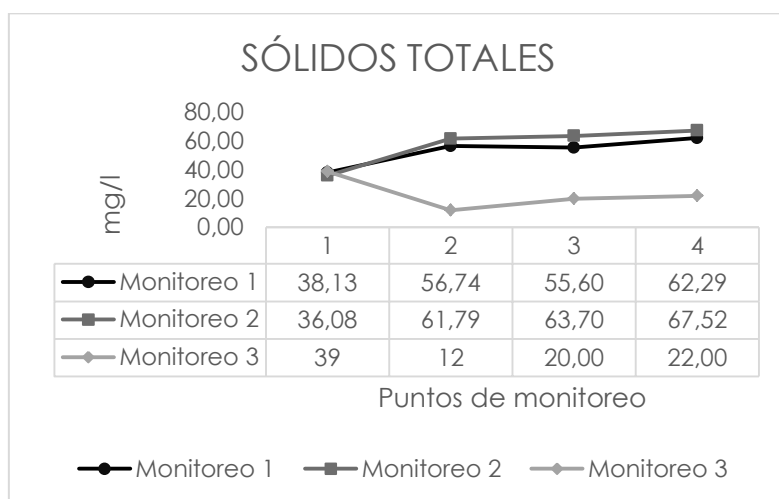 SÓLIDOS TOTALES
80,00
60,00
40,00
20,00
0,00
mg/l
1 2 3 4
Monitoreo 1 38,13 56,74 55,60 62,29
Monitoreo 2 36,08 61,79 63,70 67,52
Monitoreo 3 39 12 20,00 22,00
Puntos de monitoreo
Monitoreo 1 Monitoreo 2 Monitoreo 3